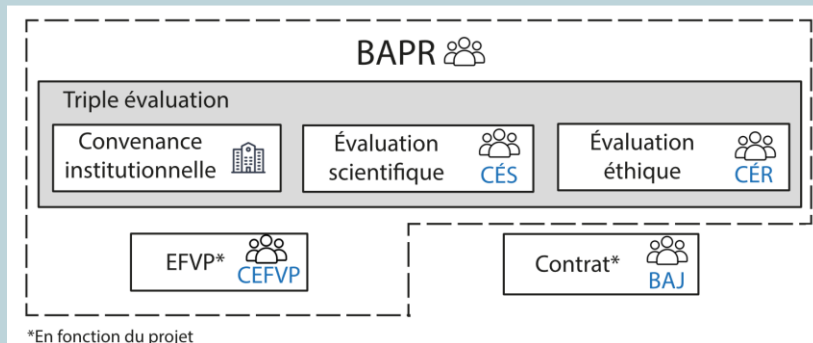 BAPR
Triple évaluation
Convenance
institutionnelle
Évaluation
scientifique
CÉS
Évaluation
éthique
CÉR
EFVP*
CEFVP
Contrat*
BAJ
*En fonction du projet